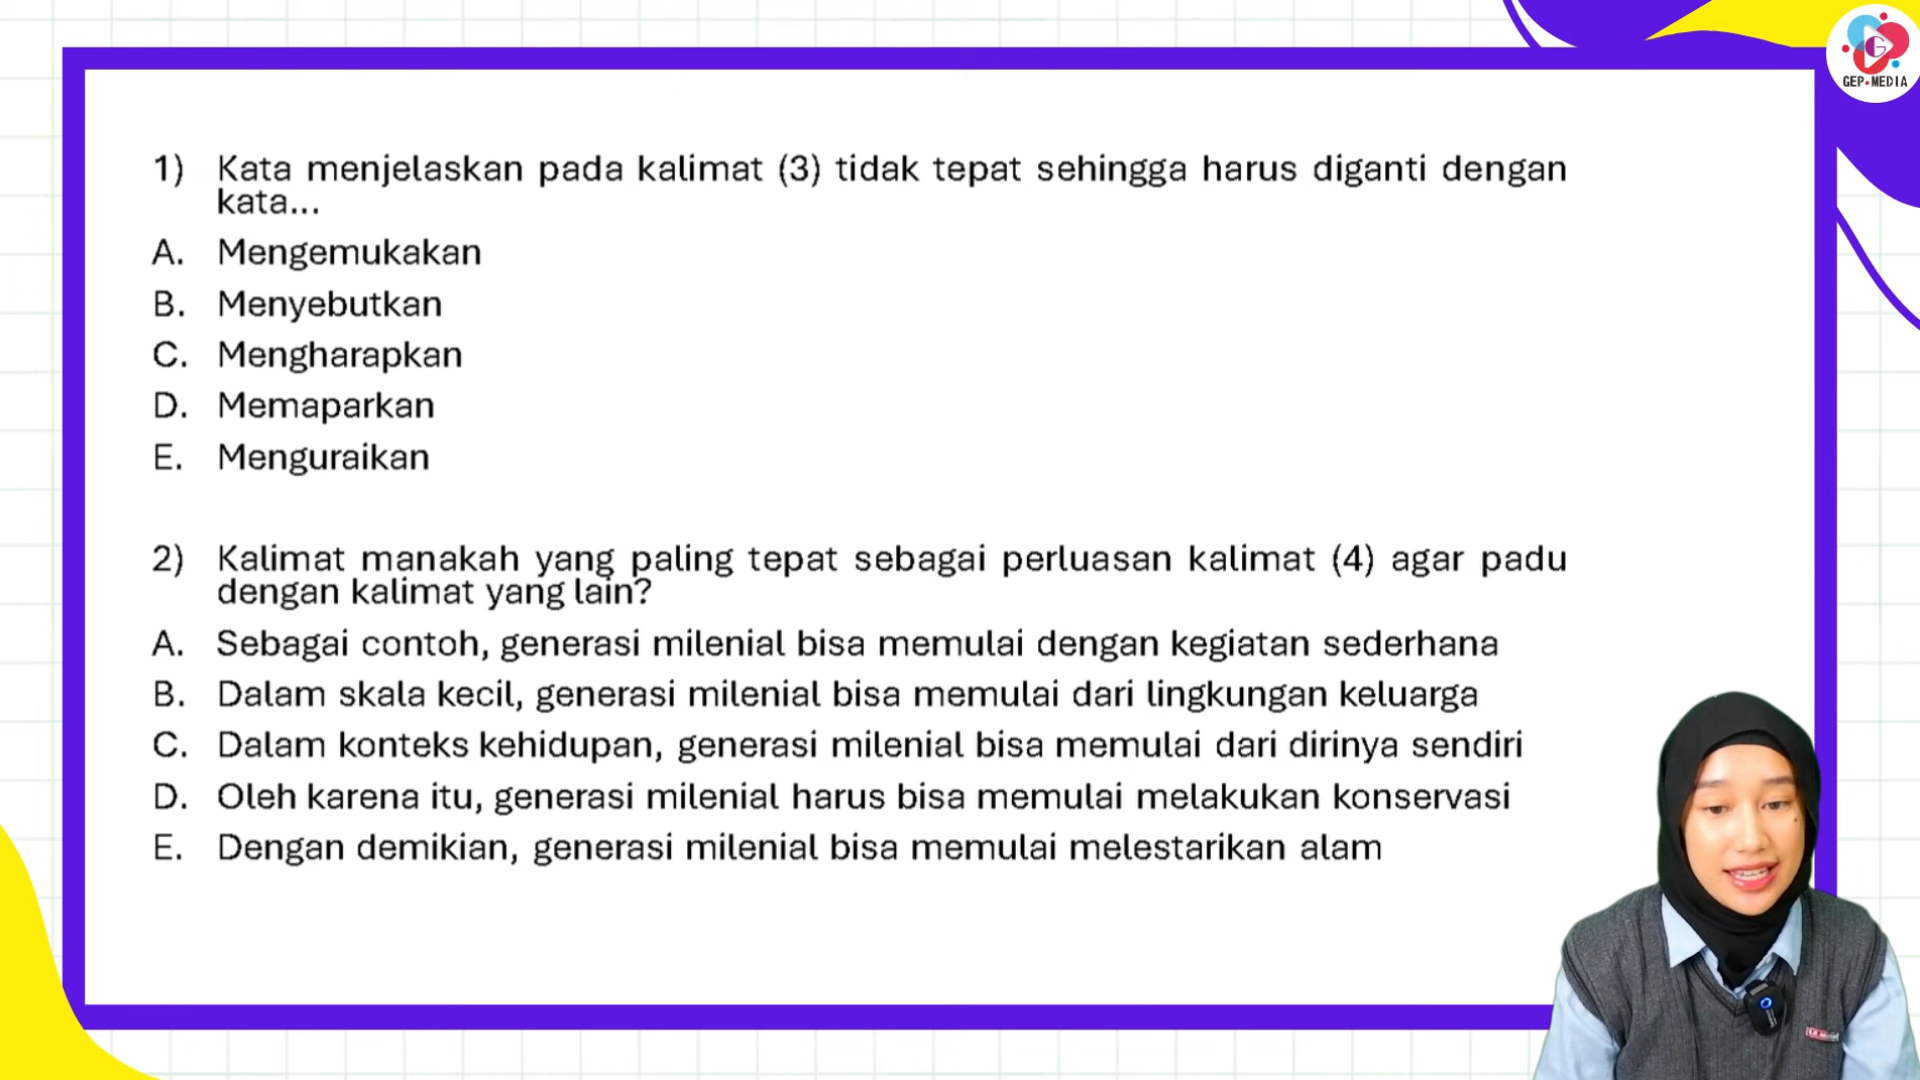 GEP•MEDIA
1) Kata menjelaskan pada kalimat (3) tidak tepat sehingga harus diganti dengan
kata...
A. Mengemukakan
B. Menyebutkan
C. Mengharapkan
D. Memaparkan
E. Menguraikan
2) Kalimat manakah yang paling tepat sebagai perluasan kalimat (4) agar padu
dengan kalimat yang lain?
A. Sebagai contoh, generasi milenial bisa memulai dengan kegiatan sederhana
B. Dalam skala kecil, generasi milenial bisa memulai dari lingkungan keluarga
C. Dalam konteks kehidupan, generasi milenial bisa memulai dari dirinya sendiri
D. Oleh karena itu, generasi milenial harus bisa memulai melakukan konservasi
E. Dengan demikian, generasi milenial bisa memulai melestarikan alam